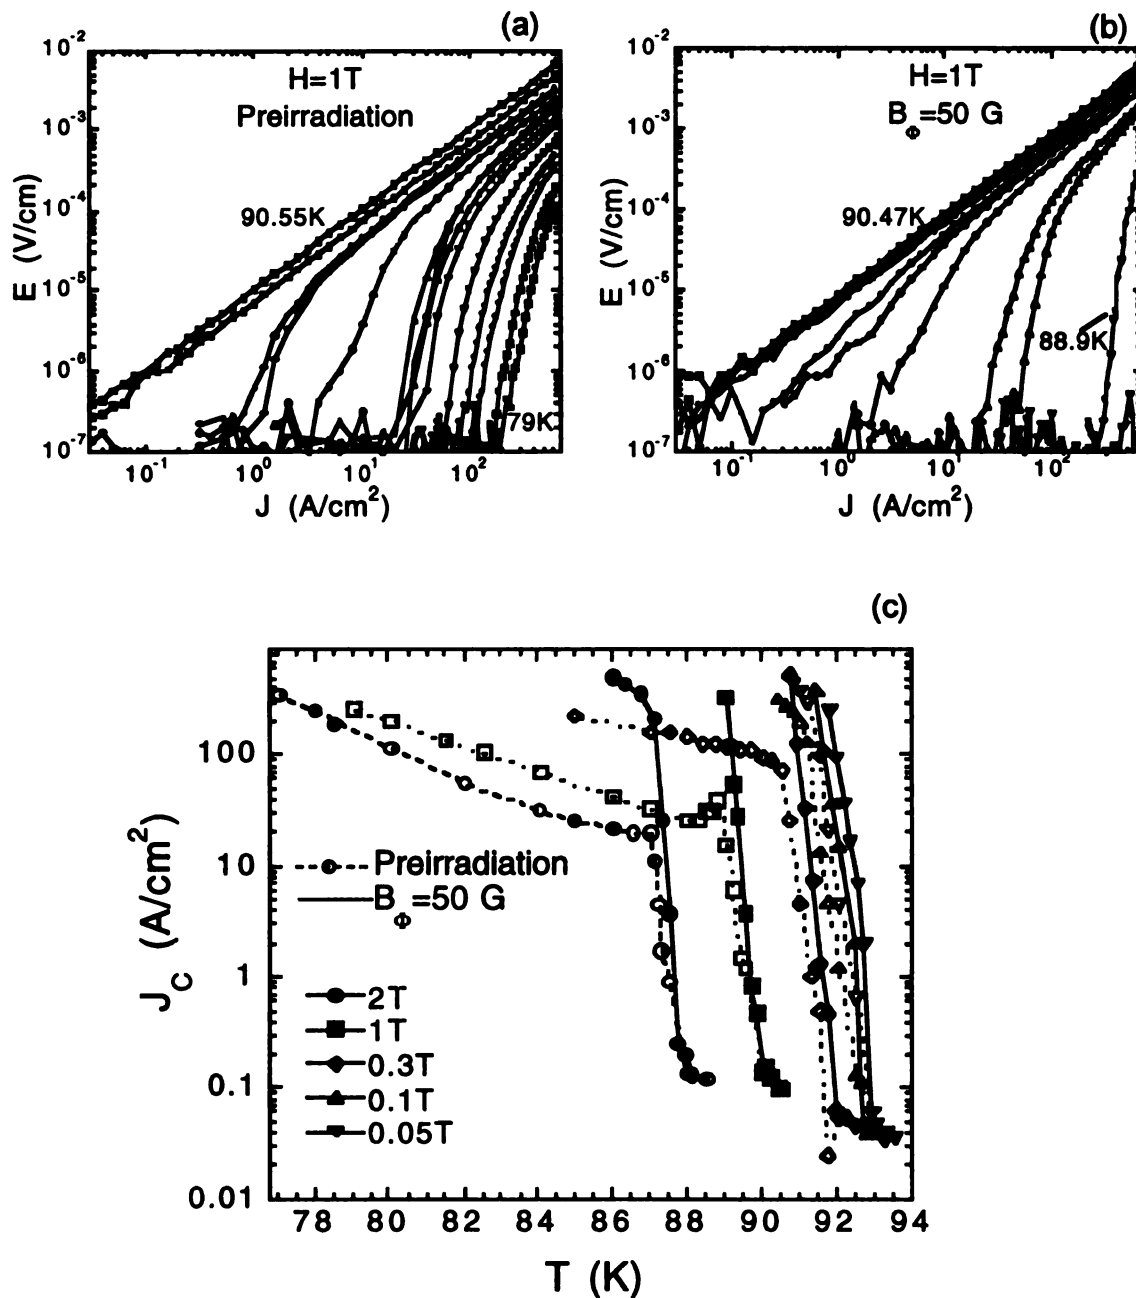 (a)
H=1T
Preirradiation
90.55K
79K
10^-2
10^-3
10^-4
10^-5
10^-6
10^-7
E (V/cm)
10^-1 10^0 10^1 10^2
J (A/cm^2)
(b)
H=1T
B_Φ=50 G
90.47K
88.9K
10^-2
10^-3
10^-4
10^-5
10^-6
10^-7
E (V/cm)
10^-1 10^0 10^1 10^2
J (A/cm^2)
(c)
100
10
1
0.1
0.01
J_C (A/cm^2)
Preirradiation
B_Φ=50 G
2T
1T
0.3T
0.1T
0.05T
78 80 82 84 86 88 90 92 94
T (K)